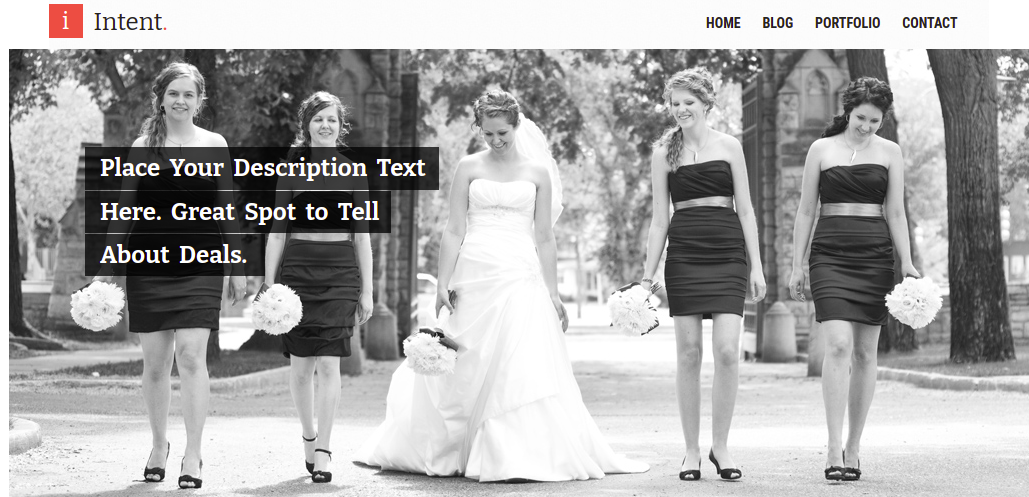 i Intent.
HOME BLOG PORTFOLIO CONTACT
Place Your Description Text
Here. Great Spot to Tell
About Deals.